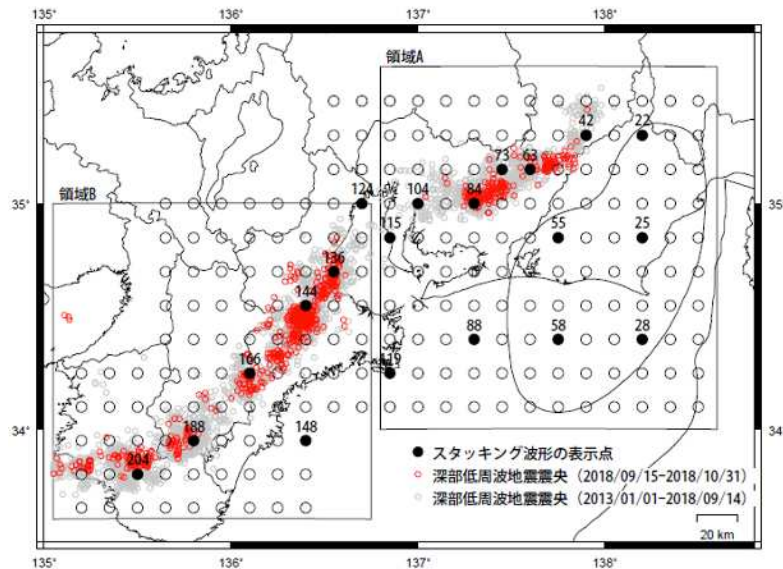 135° 136° 137° 138°
領域A
42 22
73 63
124 104 84
35° 35°
領域B
115 55 25
136
144
88 58 28
166 119
34° 34°
188 148
204
スタッキング波形の表示点
深部低周波地震震央（2018/09/15-2018/10/31）
深部低周波地震震央（2013/01/01-2018/09/14）
20 km
135° 136° 137° 138°